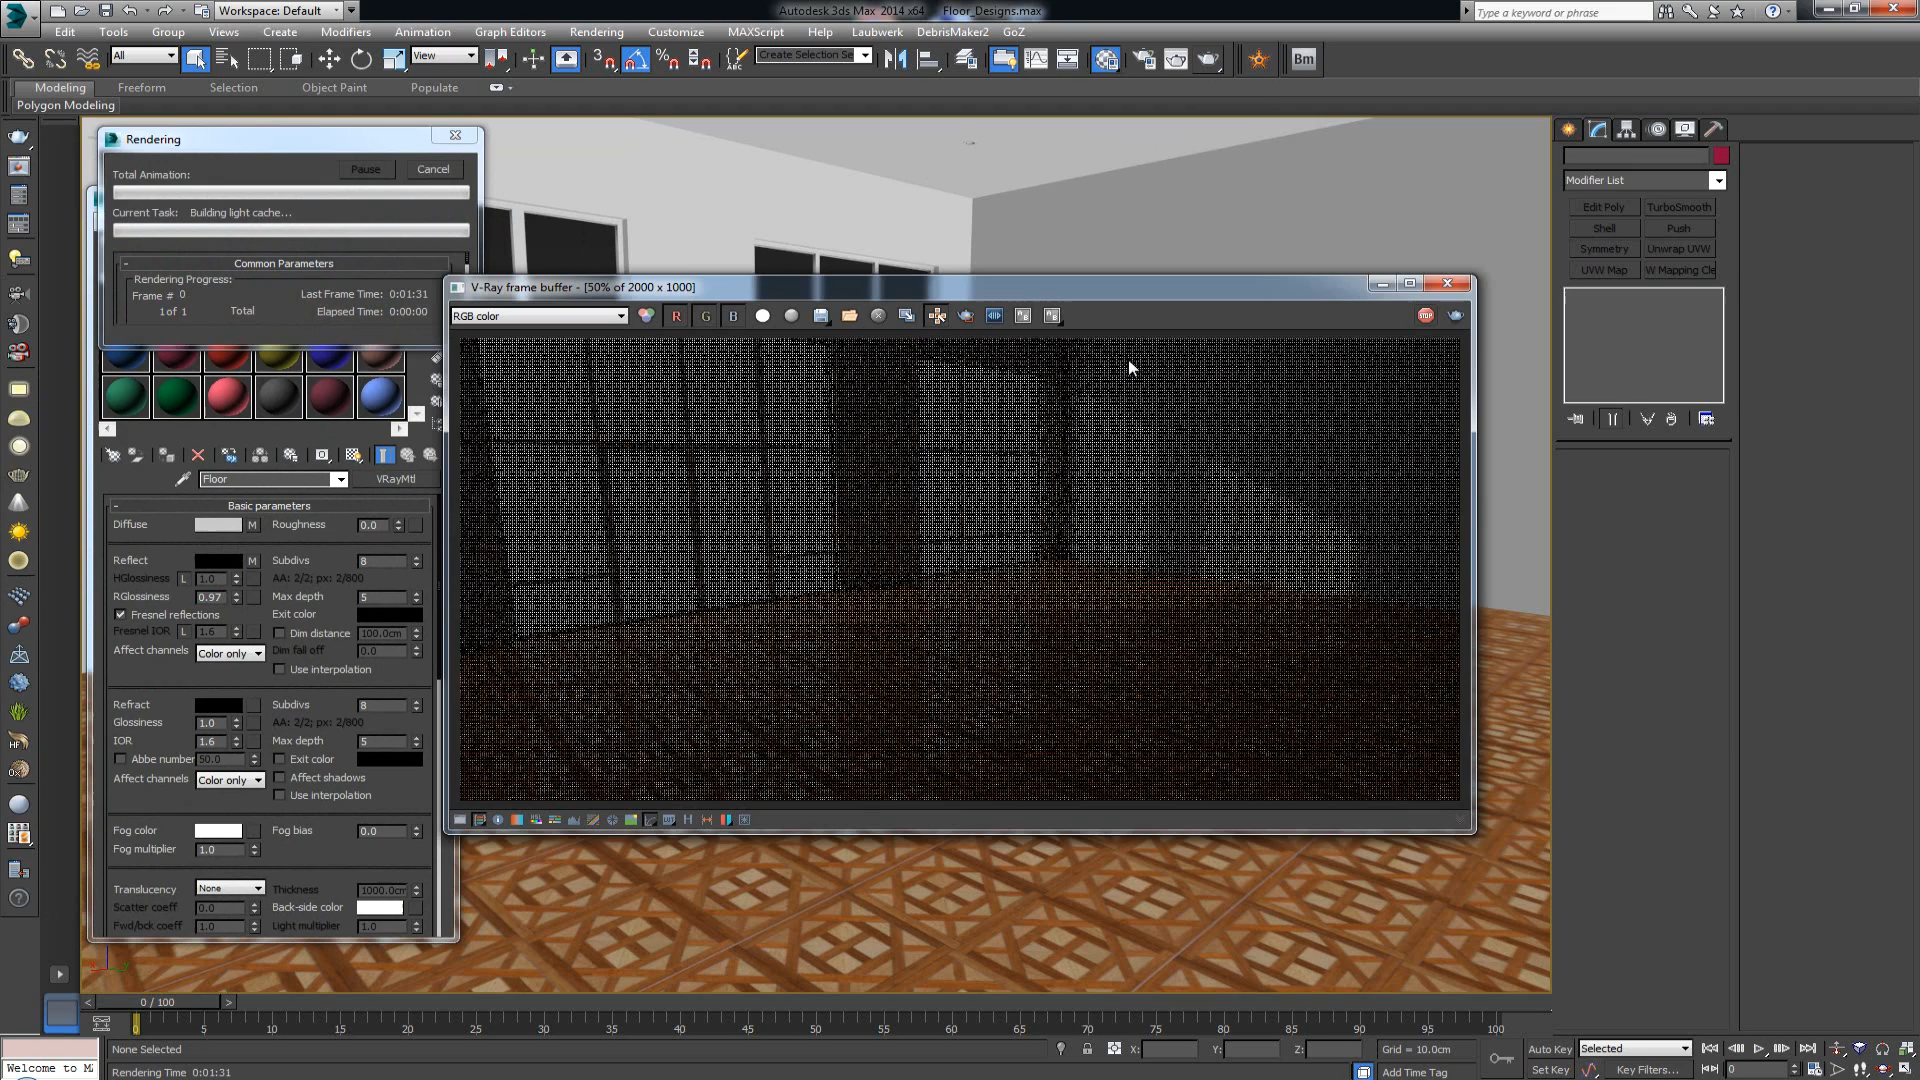 Workspace: Default
Autodesk 3ds Max 2014 x64    Floor_Designs.max
Type a keyword or phrase
Edit Tools Group Views Create Modifiers Animation Graph Editors Rendering Customize MAXScript Help Laubwerk DebrisMaker2 GoZ
All View 3 Create Selection Se Bm
Modeling Freeform Selection Object Paint Populate
Polygon Modeling
Rendering
Pause Cancel
Total Animation:
Current Task: Building light cache...
Common Parameters
Rendering Progress:
Frame # 0 Last Frame Time: 0:01:31
1 of 1 Total Elapsed Time: 0:00:00
V-Ray frame buffer - [50% of 2000 x 1000]
RGB color R G B STOP
Modifier List
Edit Poly TurboSmooth
Shell Push
Symmetry Unwrap UVW
UVW Map W Mapping Cle
Floor VRayMtl
Basic parameters
Diffuse M Roughness 0.0
Reflect M Subdivs 8
HGlossiness L 1.0 AA: 2/2; px: 2/800
RGlossiness 0.97 Max depth 5
Fresnel reflections Exit color
Fresnel IOR L 1.6 Dim distance 100.0cm
Affect channels Color only Dim fall off 0.0
Use interpolation
Refract Subdivs 8
Glossiness 1.0 AA: 2/2; px: 2/800
IOR 1.6 Max depth 5
Abbe number 50.0 Exit color
Affect channels Color only Affect shadows
Use interpolation
Fog color Fog bias 0.0
Fog multiplier 1.0
Translucency None Thickness 1000.0cm
Scatter coeff 0.0 Back-side color
Fwd/bck coeff 1.0 Light multiplier 1.0
< 0 / 100 >
0 5 10 15 20 25 30 35 40 45 50 55 60 65 70 75 80 85 90 95 100
None Selected X: Y: Z: Grid = 10.0cm Auto Key Selected
Welcome to MA Rendering Time 0:01:31 Add Time Tag Set Key Key Filters... 0